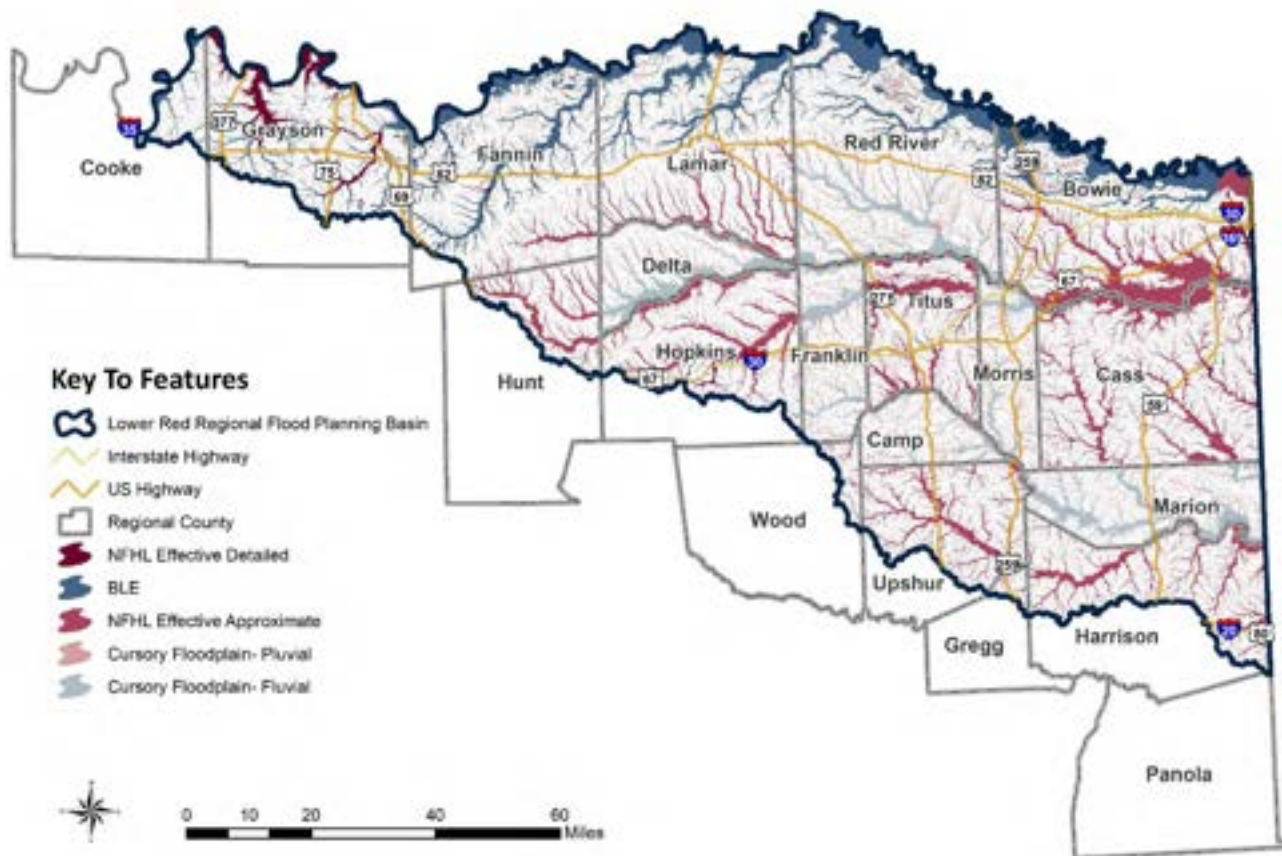 35
377
Grayson
75
69
82
Cooke
Fannin
Lamar
Red River
259
82
Bowie
30
Delta
271
Titus
67
Hopkins
30
Franklin
Morris
Cass
59
Hunt
67
Camp
Marion
Wood
Upshur
259
Gregg
Harrison
20
80
Panola
Key To Features
Lower Red Regional Flood Planning Basin
Interstate Highway
US Highway
Regional County
NFHL Effective Detailed
BLE
NFHL Effective Approximate
Cursory Floodplain- Pluvial
Cursory Floodplain- Fluvial
0 10 20 40 60
Miles